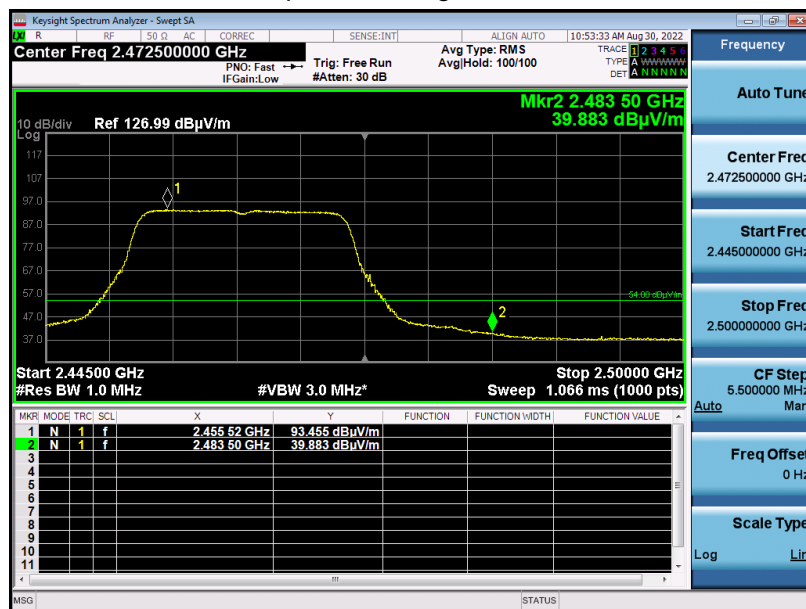 Keysight Spectrum Analyzer - Swept SA
LXI R RF 50 Ω AC CORREC SENSE:INT ALIGN AUTO 10:53:33 AM Aug 30, 2022
Center Freq 2.472500000 GHz
PNO: Fast
IFGain:Low
Trig: Free Run
#Atten: 30 dB
Avg Type: RMS
Avg|Hold: 100/100
TRACE 1 2 3 4 5 6
TYPE A W W W W W
DET A N N N N N
Mkr2 2.483 50 GHz
39.883 dBµV/m
10 dB/div Ref 126.99 dBµV/m
Log
117
107
97.0
87.0
77.0
67.0
57.0
47.0
37.0
1
2
54.00 dBµV/m
Start 2.44500 GHz Stop 2.50000 GHz
#Res BW 1.0 MHz #VBW 3.0 MHz* Sweep 1.066 ms (1000 pts)
MKR MODE TRC SCL X Y FUNCTION FUNCTION WIDTH FUNCTION VALUE
1 N 1 f 2.455 52 GHz 93.455 dBµV/m
2 N 1 f 2.483 50 GHz 39.883 dBµV/m
3
4
5
6
7
8
9
10
11
MSG STATUS
Frequency
Auto Tune
Center Freq
2.472500000 GHz
Start Freq
2.445000000 GHz
Stop Freq
2.500000000 GHz
CF Step
5.500000 MHz
Auto Man
Freq Offset
0 Hz
Scale Type
Log Lin